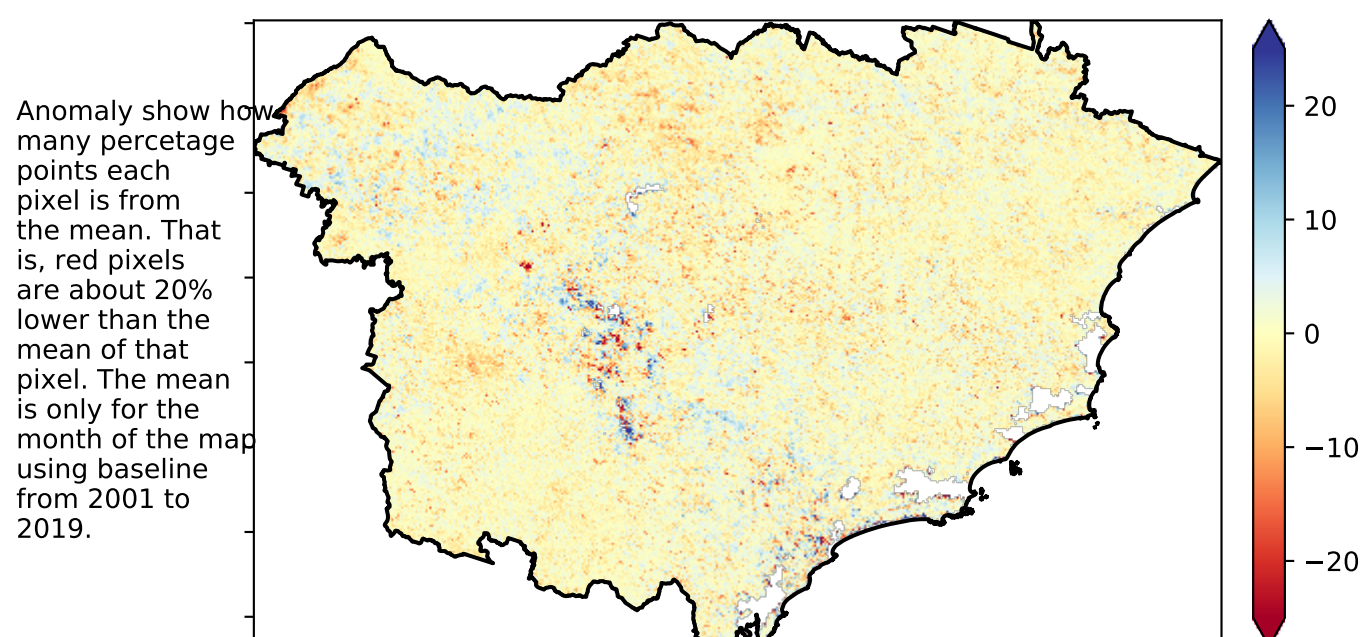 Anomaly show how
many percetage
points each
pixel is from
the mean. That
is, red pixels
are about 20%
lower than the
mean of that
pixel. The mean
is only for the
month of the map
using baseline
from 2001 to
2019.
20
10
0
−10
−20